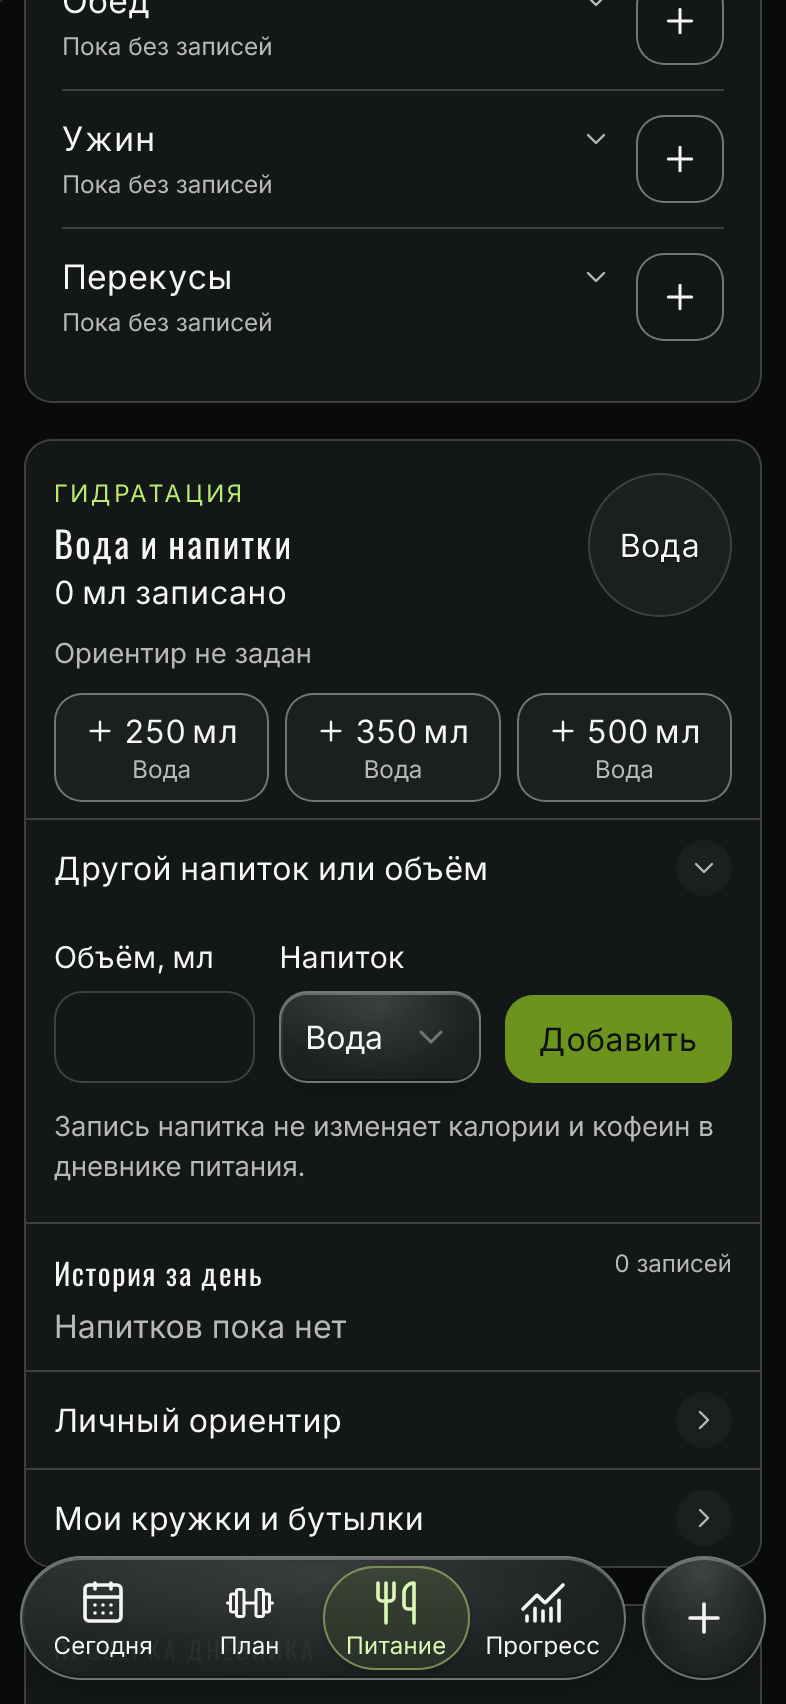 Обед
Пока без записей
Ужин
Пока без записей
Перекусы
Пока без записей
ГИДРАТАЦИЯ
Вода и напитки
0 мл записано
Вода
Ориентир не задан
+ 250 мл
Вода
+ 350 мл
Вода
+ 500 мл
Вода
Другой напиток или объём
Объём, мл
Напиток
Вода
Добавить
Запись напитка не изменяет калории и кофеин в
дневнике питания.
История за день
0 записей
Напитков пока нет
Личный ориентир
Мои кружки и бутылки
Сегодня
План
Питание
Прогресс